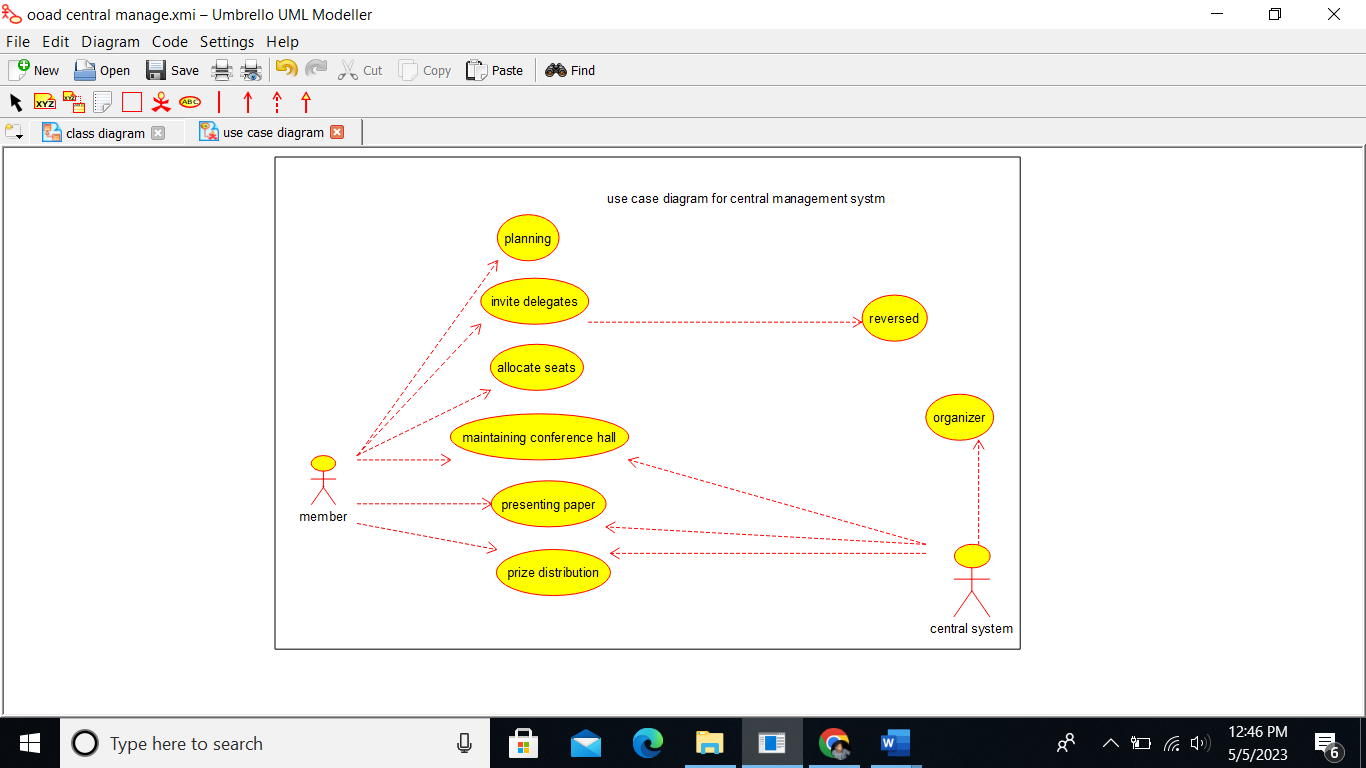 ooad central manage.xmi – Umbrello UML Modeller
File Edit Diagram Code Settings Help
New Open Save Cut Copy Paste Find
XYZ XYZ ABC
class diagram use case diagram
use case diagram for central management systm
planning
invite delegates
reversed
allocate seats
organizer
maintaining conference hall
presenting paper
member
prize distribution
central system
Type here to search
12:46 PM
5/5/2023
6